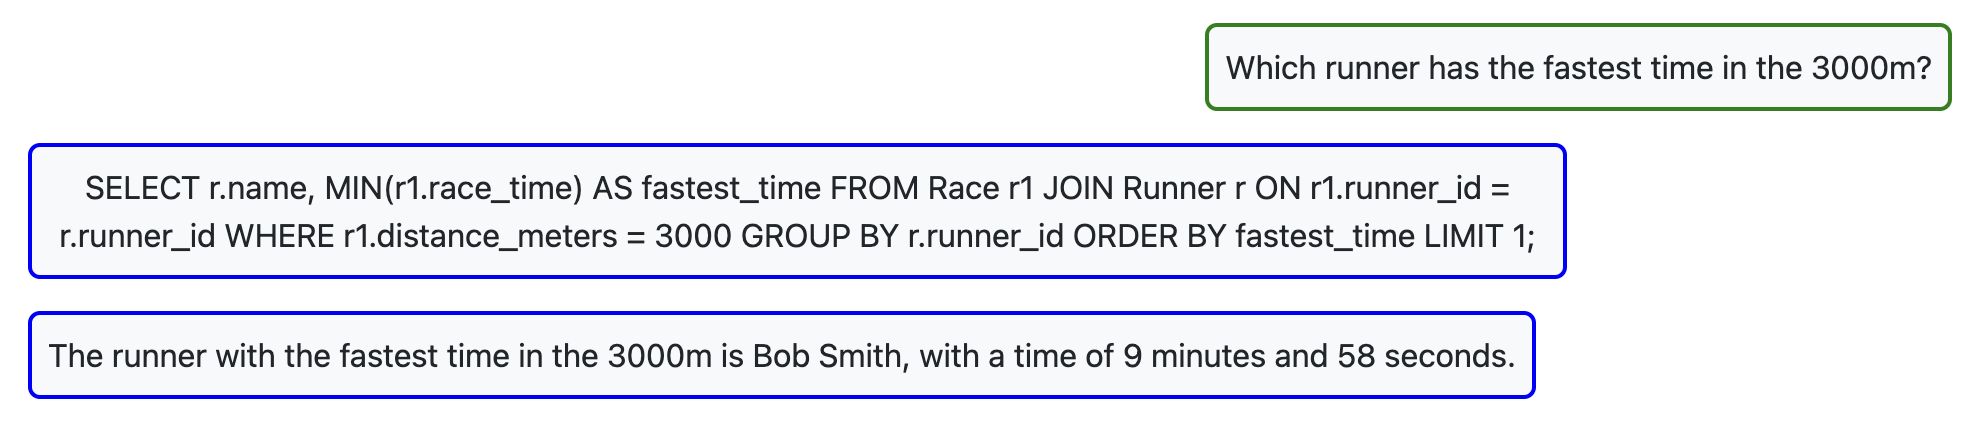 Which runner has the fastest time in the 3000m?
SELECT r.name, MIN(r1.race_time) AS fastest_time FROM Race r1 JOIN Runner r ON r1.runner_id =
r.runner_id WHERE r1.distance_meters = 3000 GROUP BY r.runner_id ORDER BY fastest_time LIMIT 1;
The runner with the fastest time in the 3000m is Bob Smith, with a time of 9 minutes and 58 seconds.